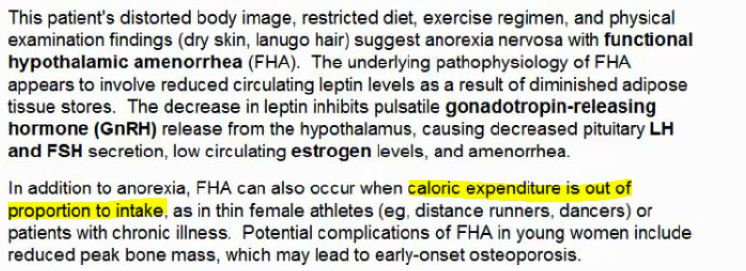 This patient's distorted body image, restricted diet, exercise regimen, and physical
examination findings (dry skin, lanugo hair) suggest anorexia nervosa with functional
hypothalamic amenorrhea (FHA).  The underlying pathophysiology of FHA
appears to involve reduced circulating leptin levels as a result of diminished adipose
tissue stores.  The decrease in leptin inhibits pulsatile gonadotropin-releasing
hormone (GnRH) release from the hypothalamus, causing decreased pituitary LH
and FSH secretion, low circulating estrogen levels, and amenorrhea.
In addition to anorexia, FHA can also occur when caloric expenditure is out of
proportion to intake, as in thin female athletes (eg, distance runners, dancers) or
patients with chronic illness.  Potential complications of FHA in young women include
reduced peak bone mass, which may lead to early-onset osteoporosis.